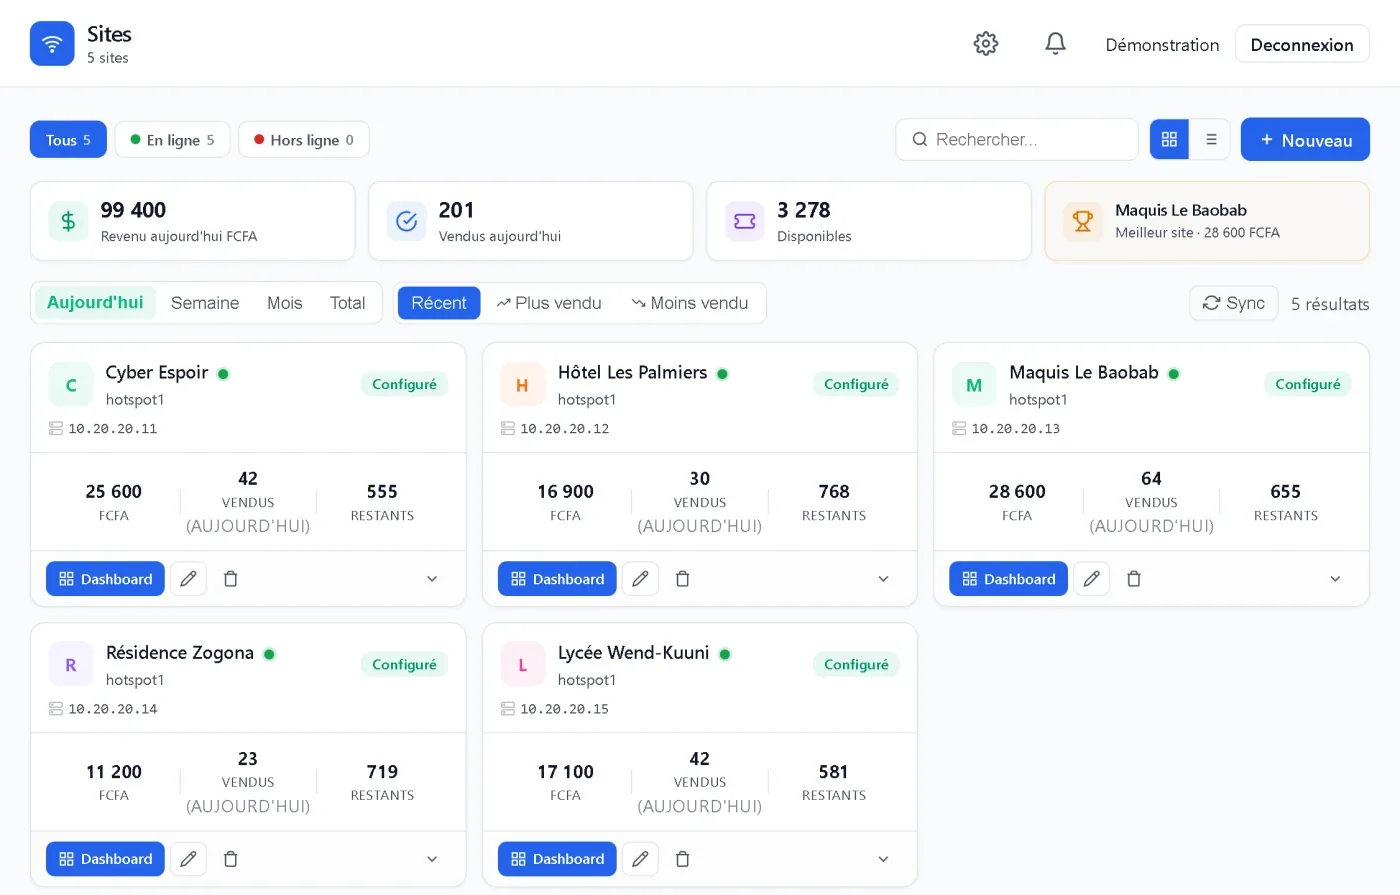 Sites
5 sites
Démonstration
Deconnexion
Tous 5
En ligne 5
Hors ligne 0
Rechercher...
+ Nouveau
99 400
Revenu aujourd'hui FCFA
201
Vendus aujourd'hui
3 278
Disponibles
Maquis Le Baobab
Meilleur site · 28 600 FCFA
Aujourd'hui
Semaine
Mois
Total
Récent
Plus vendu
Moins vendu
Sync
5 résultats
C
Cyber Espoir
hotspot1
Configuré
10.20.20.11
25 600
FCFA
42
VENDUS
(AUJOURD'HUI)
555
RESTANTS
Dashboard
H
Hôtel Les Palmiers
hotspot1
Configuré
10.20.20.12
16 900
FCFA
30
VENDUS
(AUJOURD'HUI)
768
RESTANTS
Dashboard
M
Maquis Le Baobab
hotspot1
Configuré
10.20.20.13
28 600
FCFA
64
VENDUS
(AUJOURD'HUI)
655
RESTANTS
Dashboard
R
Résidence Zogona
hotspot1
Configuré
10.20.20.14
11 200
FCFA
23
VENDUS
(AUJOURD'HUI)
719
RESTANTS
Dashboard
L
Lycée Wend-Kuuni
hotspot1
Configuré
10.20.20.15
17 100
FCFA
42
VENDUS
(AUJOURD'HUI)
581
RESTANTS
Dashboard